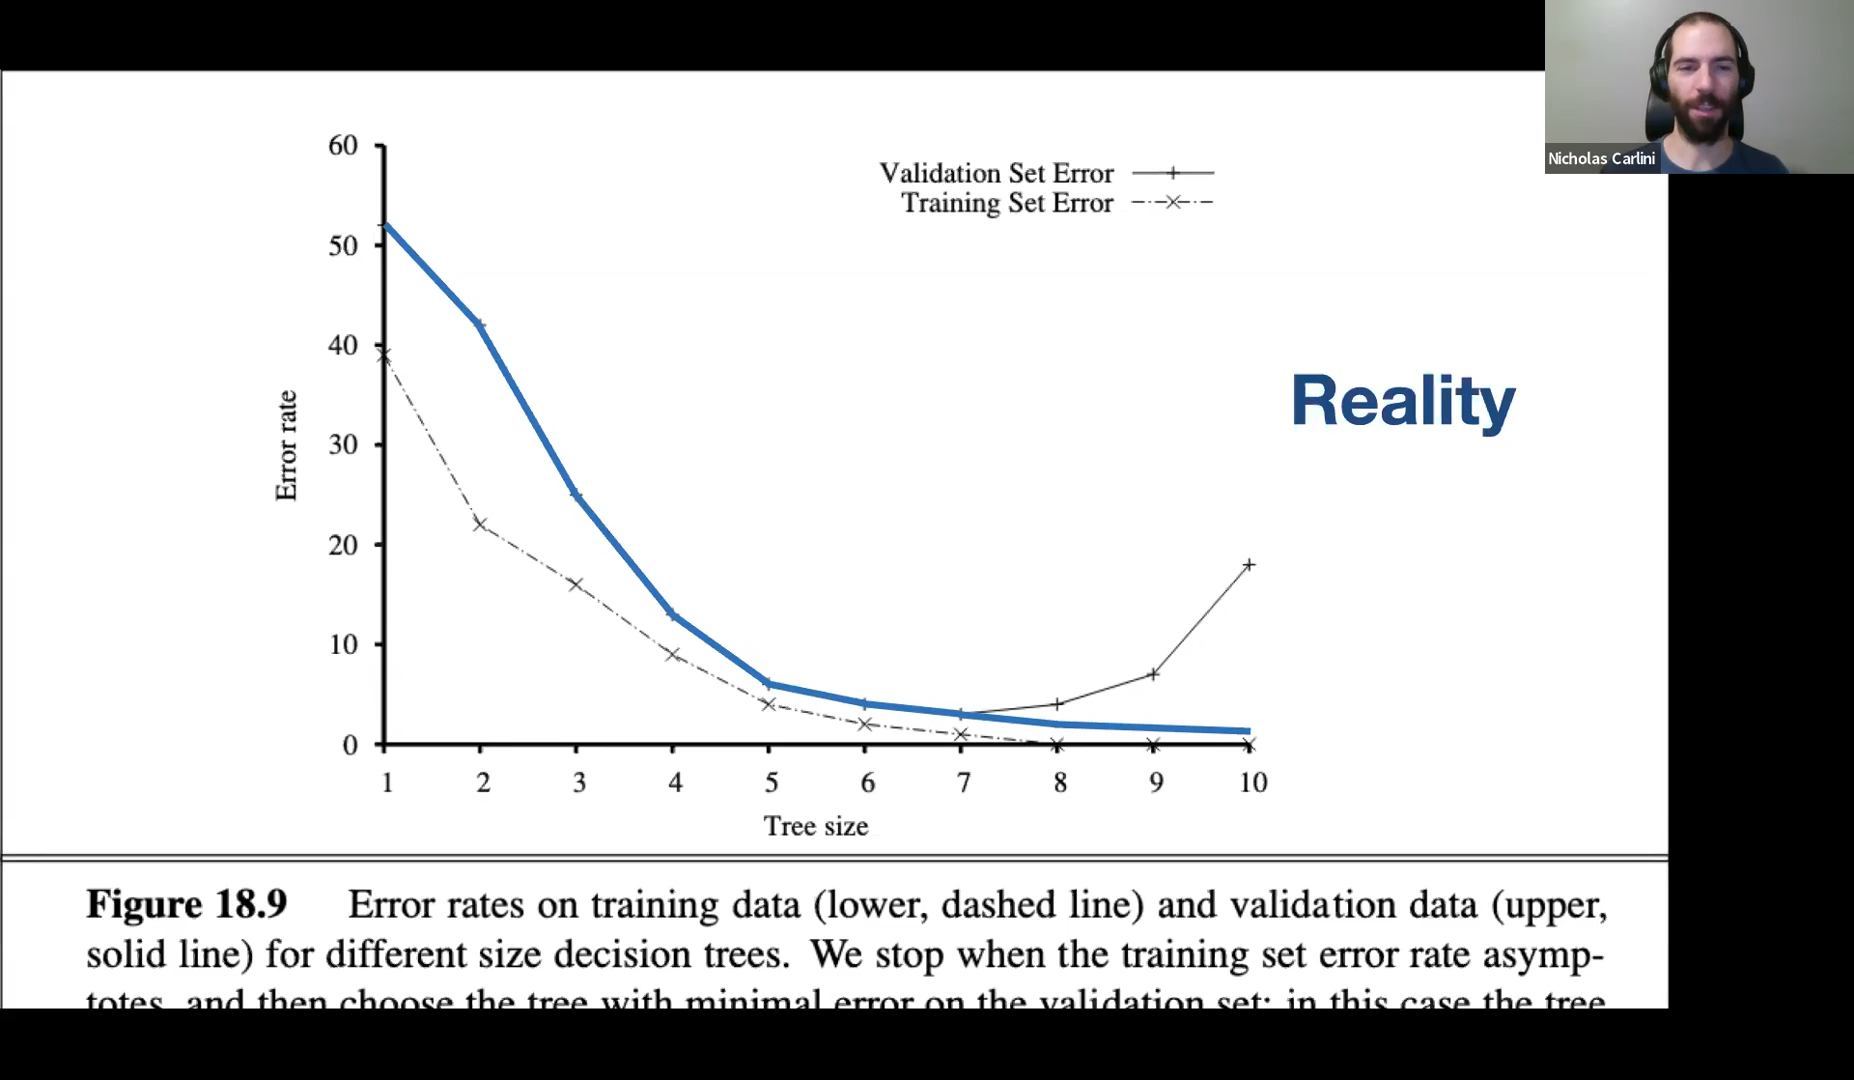 Nicholas Carlini
Validation Set Error
Training Set Error
60
50
40
30
20
10
0
Error rate
Reality
1 2 3 4 5 6 7 8 9 10
Tree size
Figure 18.9 Error rates on training data (lower, dashed line) and validation data (upper,
solid line) for different size decision trees. We stop when the training set error rate asymp-
totes, and then choose the tree with minimal error on the validation set; in this case the tree